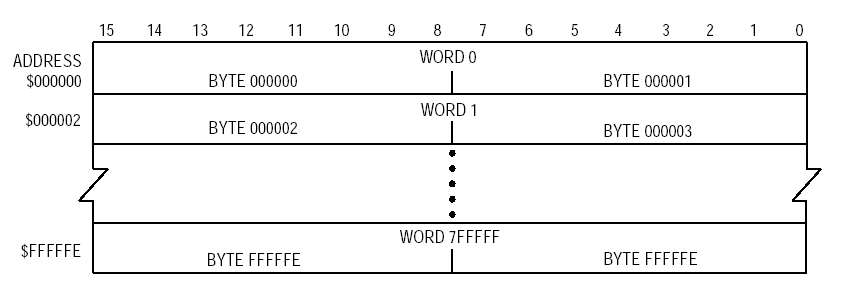 15 14 13 12 11 10 9 8 7 6 5 4 3 2 1 0
ADDRESS
$000000
WORD 0
BYTE 000000 BYTE 000001
$000002
WORD 1
BYTE 000002 BYTE 000003
$FFFFFE
WORD 7FFFFF
BYTE FFFFFE BYTE FFFFFE